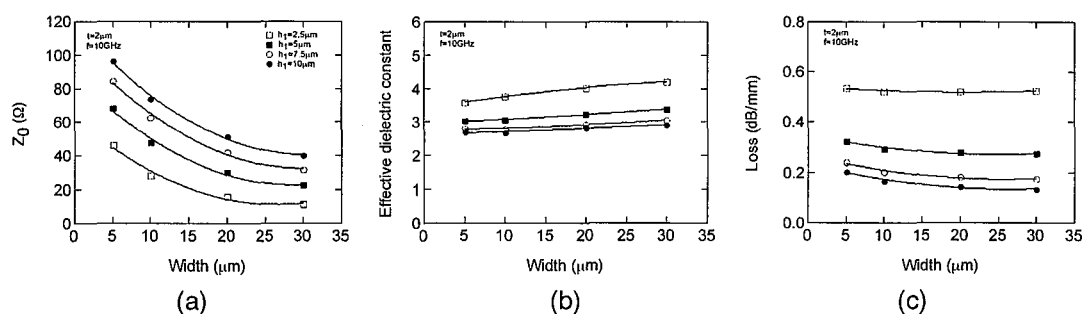 120
100
80
60
40
20
0
Z0 (Ω)
t=2μm
f=10GHz
h1=2.5μm
h1=5μm
h1=7.5μm
h1=10μm
0 5 10 15 20 25 30 35
Width (μm)
(a)
6
5
4
3
2
1
0
Effective dielectric constant
t=2μm
f=10GHz
0 5 10 15 20 25 30 35
Width (μm)
(b)
0.8
0.6
0.4
0.2
0.0
Loss (dB/mm)
t=2μm
f=10GHz
0 5 10 15 20 25 30 35
Width (μm)
(c)